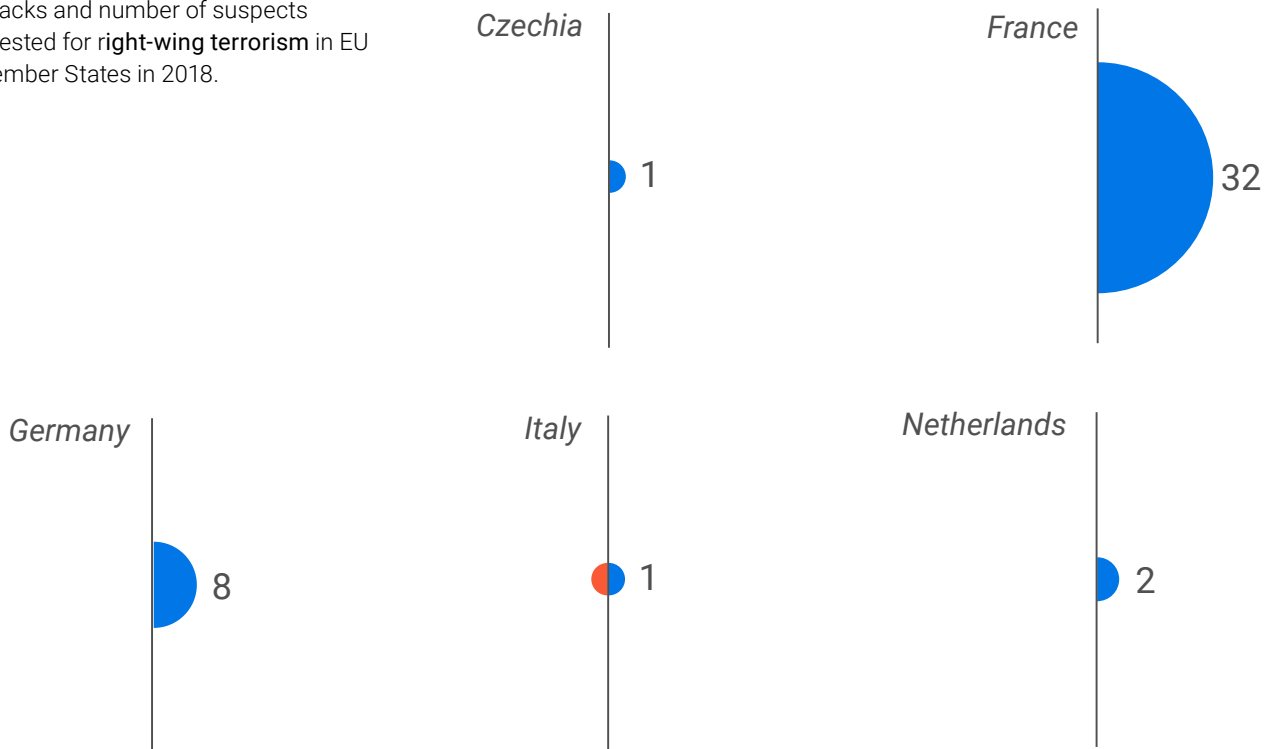 acks and number of suspects
ested for right-wing terrorism in EU
ember States in 2018.
Czechia
1
France
32
Germany
8
Italy
1
Netherlands
2